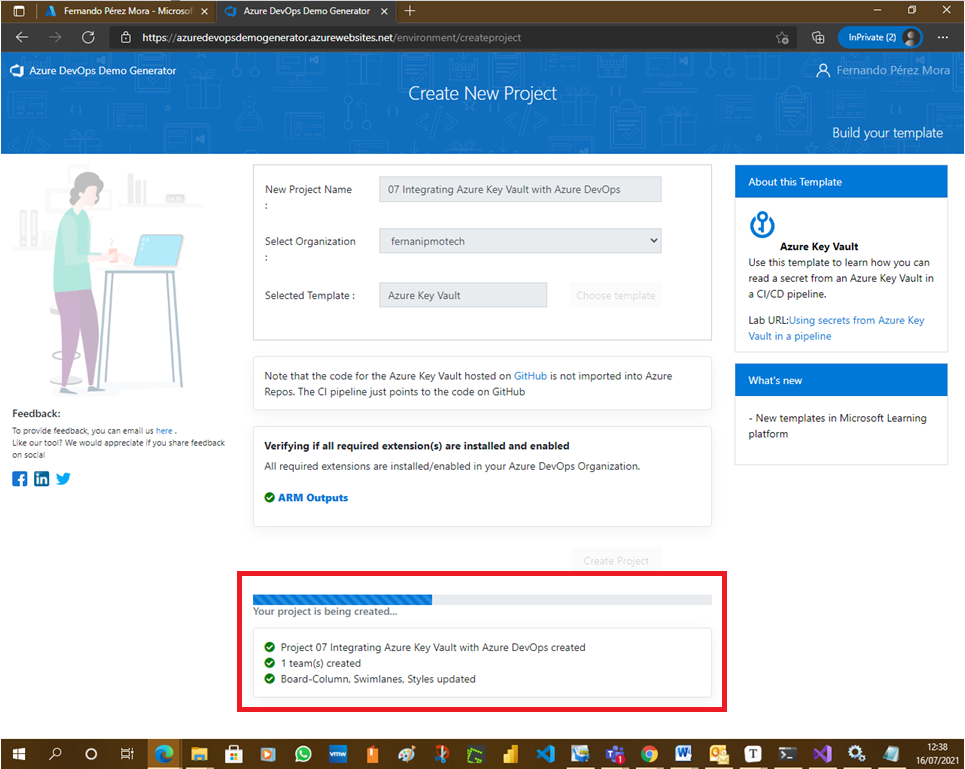 Fernando Pérez Mora - Microsof
Azure DevOps Demo Generator
https://azuredevopsdemogenerator.azurewebsites.net/environment/createproject
InPrivate (2)
Azure DevOps Demo Generator
Fernando Pérez Mora
Create New Project
Build your template
New Project Name
:
07 Integrating Azure Key Vault with Azure DevOps
Select Organization
:
fernanipmotech
Selected Template :
Azure Key Vault
Choose template
About this Template
Azure Key Vault
Use this template to learn how you can
read a secret from an Azure Key Vault in
a CI/CD pipeline.
Lab URL:Using secrets from Azure Key
Vault in a pipeline
What's new
- New templates in Microsoft Learning
platform
Note that the code for the Azure Key Vault hosted on GitHub is not imported into Azure
Repos. The CI pipeline just points to the code on GitHub
Feedback:
To provide feedback, you can email us here .
Like our tool? We would appreciate if you share feedback
on social
Verifying if all required extension(s) are installed and enabled
All required extensions are installed/enabled in your Azure DevOps Organization.
ARM Outputs
Create Project
Your project is being created...
Project 07 Integrating Azure Key Vault with Azure DevOps created
1 team(s) created
Board-Column, Swimlanes, Styles updated
vmw
12:38
16/07/2021